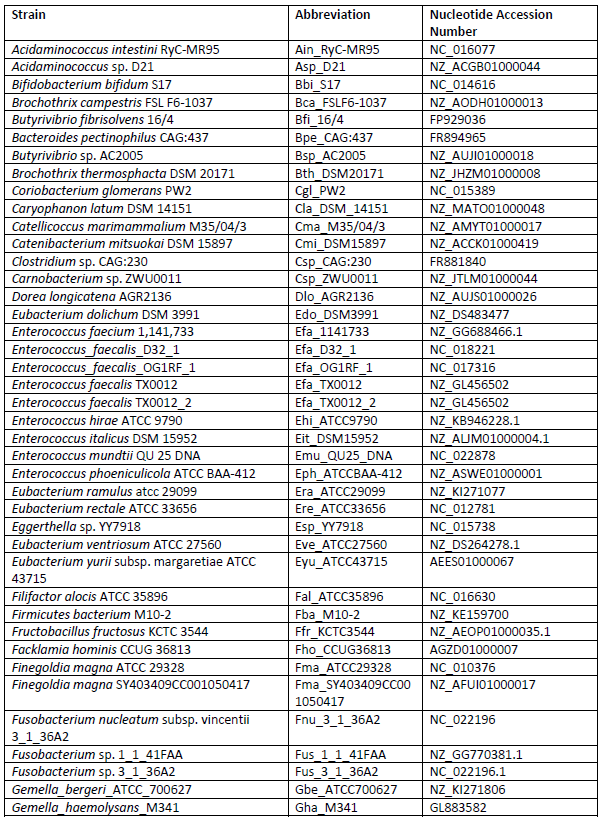 Strain Abbreviation Nucleotide Accession
Number
Acidaminococcus intestini RyC-MR95 Ain_RyC-MR95 NC_016077
Acidaminococcus sp. D21 Asp_D21 NZ_ACGB01000044
Bifidobacterium bifidum S17 Bbi_S17 NC_014616
Brochothrix campestris FSL F6-1037 Bca_FSLF6-1037 NZ_AODH01000013
Butyrivibrio fibrisolvens 16/4 Bfi_16/4 FP929036
Bacteroides pectinophilus CAG:437 Bpe_CAG:437 FR894965
Butyrivibrio sp. AC2005 Bsp_AC2005 NZ_AUJI01000018
Brochothrix thermosphacta DSM 20171 Bth_DSM20171 NZ_JHZM01000008
Coriobacterium glomerans PW2 Cgl_PW2 NC_015389
Caryophanon latum DSM 14151 Cla_DSM_14151 NZ_MATO01000048
Catellicoccus marimammalium M35/04/3 Cma_M35/04/3 NZ_AMYT01000017
Catenibacterium mitsuokai DSM 15897 Cmi_DSM15897 NZ_ACCK01000419
Clostridium sp. CAG:230 Csp_CAG:230 FR881840
Carnobacterium sp. ZWU0011 Csp_ZWU0011 NZ_JTLM01000044
Dorea longicatena AGR2136 Dlo_AGR2136 NZ_AUJS01000026
Eubacterium dolichum DSM 3991 Edo_DSM3991 NZ_DS483477
Enterococcus faecium 1,141,733 Efa_1141733 NZ_GG688466.1
Enterococcus_faecalis_D32_1 Efa_D32_1 NC_018221
Enterococcus_faecalis_OG1RF_1 Efa_OG1RF_1 NC_017316
Enterococcus faecalis TX0012 Efa_TX0012 NZ_GL456502
Enterococcus faecalis TX0012_2 Efa_TX0012_2 NZ_GL456502
Enterococcus hirae ATCC 9790 Ehi_ATCC9790 NZ_KB946228.1
Enterococcus italicus DSM 15952 Eit_DSM15952 NZ_ALJM01000004.1
Enterococcus mundtii QU 25 DNA Emu_QU25_DNA NC_022878
Enterococcus phoeniculicola ATCC BAA-412 Eph_ATCCBAA-412 NZ_ASWE01000001
Eubacterium ramulus atcc 29099 Era_ATCC29099 NZ_KI271077
Eubacterium rectale ATCC 33656 Ere_ATCC33656 NC_012781
Eggerthella sp. YY7918 Esp_YY7918 NC_015738
Eubacterium ventriosum ATCC 27560 Eve_ATCC27560 NZ_DS264278.1
Eubacterium yurii subsp. margaretiae ATCC Eyu_ATCC43715 AEES01000067
43715
Filifactor alocis ATCC 35896 Fal_ATCC35896 NC_016630
Firmicutes bacterium M10-2 Fba_M10-2 NZ_KE159700
Fructobacillus fructosus KCTC 3544 Ffr_KCTC3544 NZ_AEOP01000035.1
Facklamia hominis CCUG 36813 Fho_CCUG36813 AGZD01000007
Finegoldia magna ATCC 29328 Fma_ATCC29328 NC_010376
Finegoldia magna SY403409CC001050417 Fma_SY403409CC00 NZ_AFUI01000017
1050417
Fusobacterium nucleatum subsp. vincentii Fnu_3_1_36A2 NC_022196
3_1_36A2
Fusobacterium sp. 1_1_41FAA Fus_1_1_41FAA NZ_GG770381.1
Fusobacterium sp. 3_1_36A2 Fus_3_1_36A2 NC_022196.1
Gemella_bergeri_ATCC_700627 Gbe_ATCC700627 NZ_KI271806
Gemella_haemolysans_M341 Gha_M341 GL883582